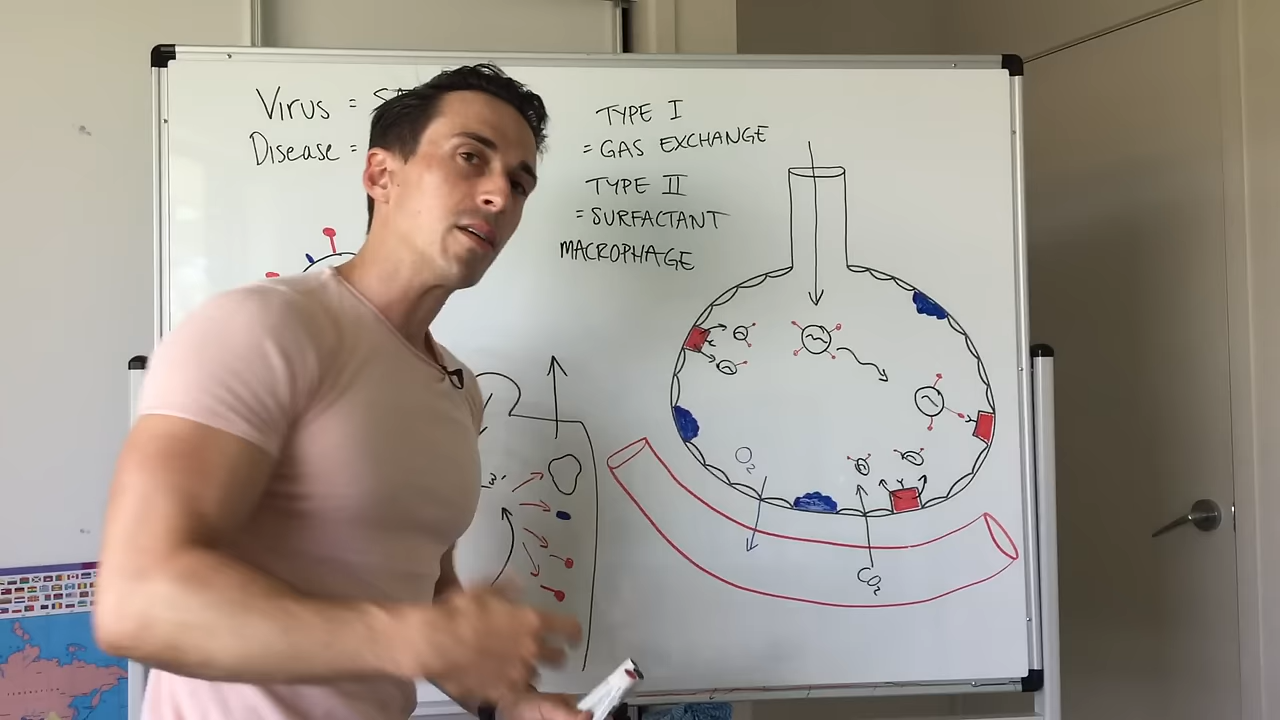 Virus =
Disease =
TYPE I
= GAS EXCHANGE
TYPE II
= SURFACTANT
MACROPHAGE
O2
CO2